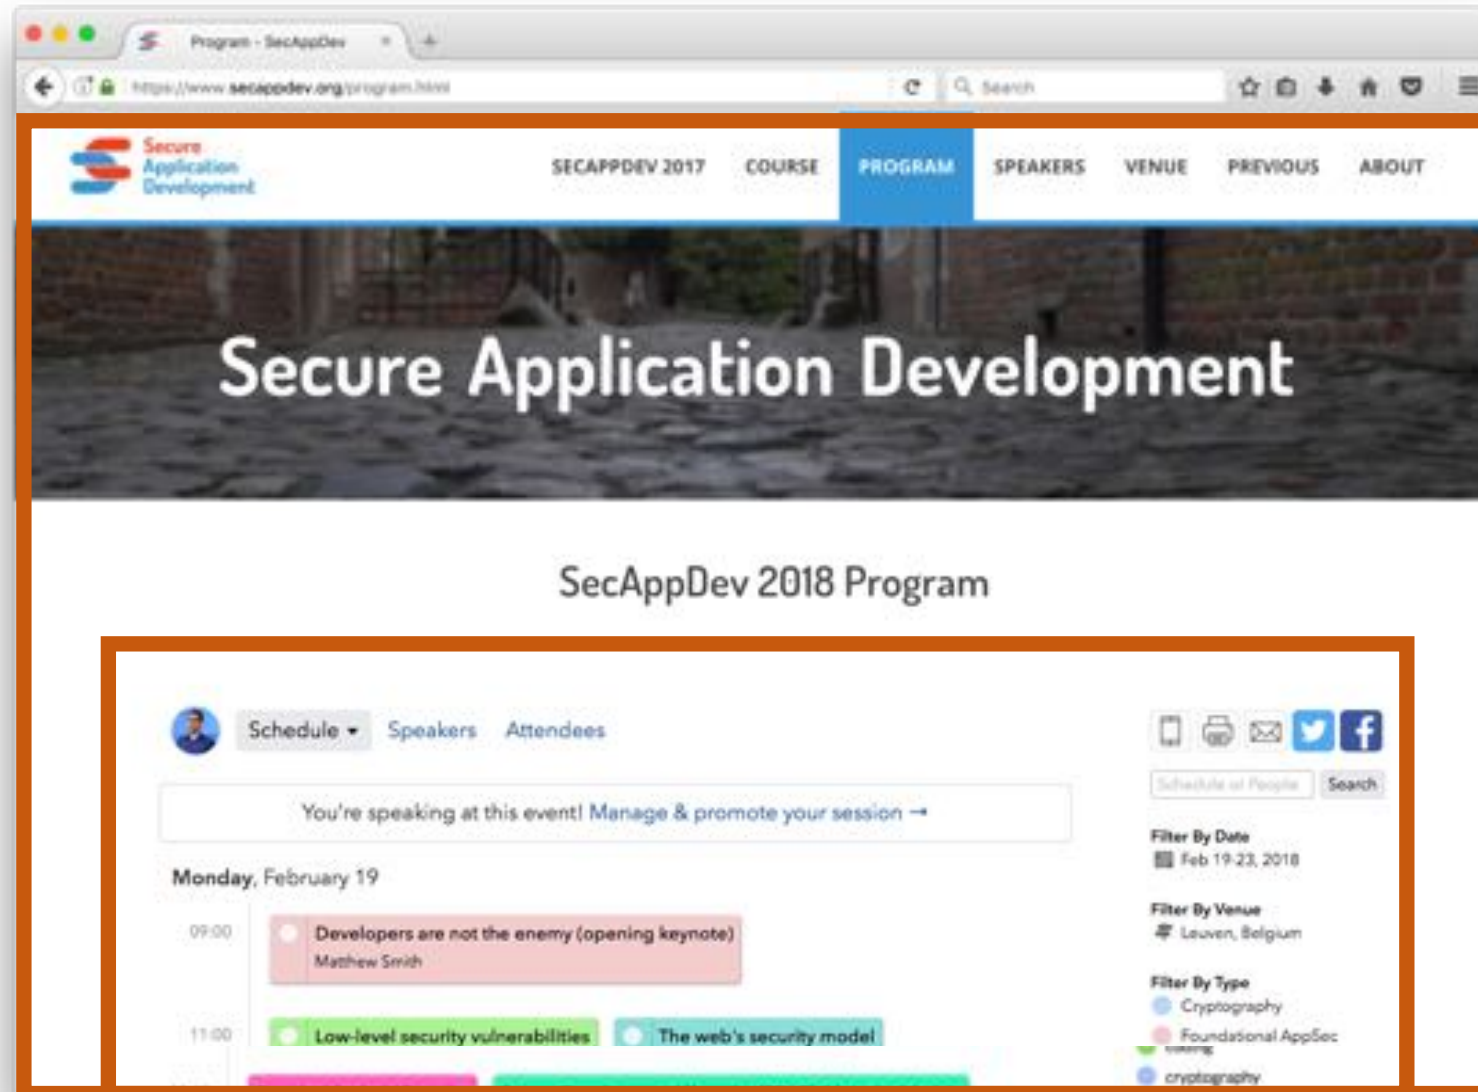 Program - SecAppDev
https://www.secappdev.org/program.html
Search
Secure
Application
Development
SECAPPDEV 2017 COURSE PROGRAM SPEAKERS VENUE PREVIOUS ABOUT
Secure Application Development
SecAppDev 2018 Program
Schedule Speakers Attendees
Schedule or People Search
You're speaking at this event! Manage & promote your session →
Monday, February 19
09:00 Developers are not the enemy (opening keynote)
Matthew Smith
11:00 Low-level security vulnerabilities The web's security model
Filter By Date
Feb 19-23, 2018
Filter By Venue
Leuven, Belgium
Filter By Type
Cryptography
Foundational AppSec
cryptography